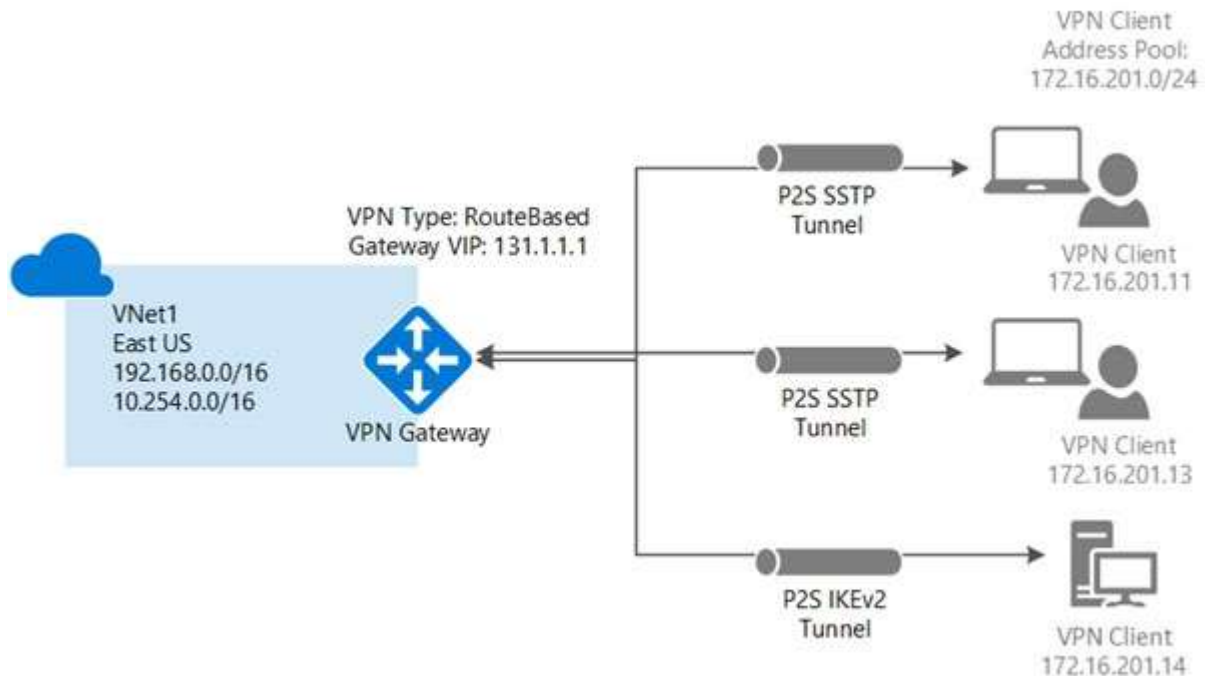 VPN Client
Address Pool:
172.16.201.0/24
P2S SSTP
Tunnel
VPN Type: RouteBased
Gateway VIP: 131.1.1.1
VPN Client
172.16.201.11
VNet1
East US
192.168.0.0/16
10.254.0.0/16
VPN Gateway
P2S SSTP
Tunnel
VPN Client
172.16.201.13
P2S IKEv2
Tunnel
VPN Client
172.16.201.14